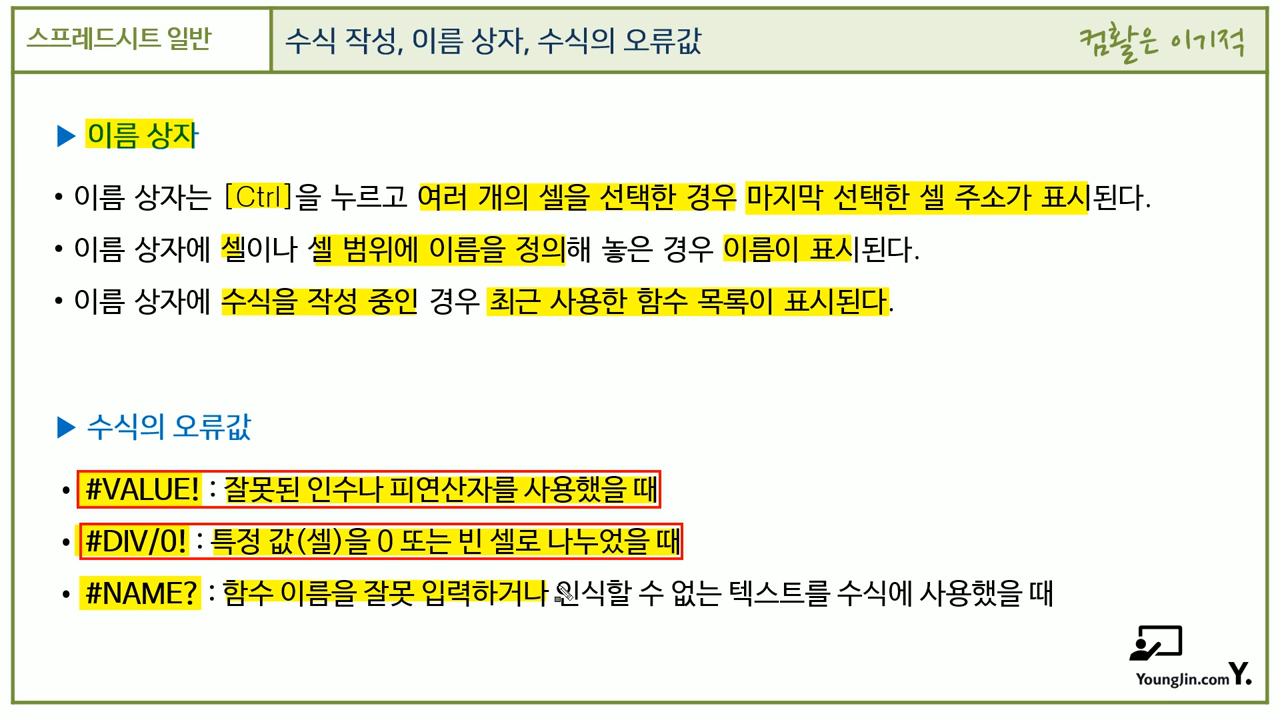 스프레드시트 일반
수식 작성, 이름 상자, 수식의 오류값
컴활은 이기적
▶ 이름 상자
• 이름 상자는 [Ctrl]을 누르고 여러 개의 셀을 선택한 경우 마지막 선택한 셀 주소가 표시된다.
• 이름 상자에 셀이나 셀 범위에 이름을 정의해 놓은 경우 이름이 표시된다.
• 이름 상자에 수식을 작성 중인 경우 최근 사용한 함수 목록이 표시된다.
▶ 수식의 오류값
• #VALUE! : 잘못된 인수나 피연산자를 사용했을 때
• #DIV/0! : 특정 값(셀)을 0 또는 빈 셀로 나누었을 때
• #NAME? : 함수 이름을 잘못 입력하거나 인식할 수 없는 텍스트를 수식에 사용했을 때
YoungJin.com Y.